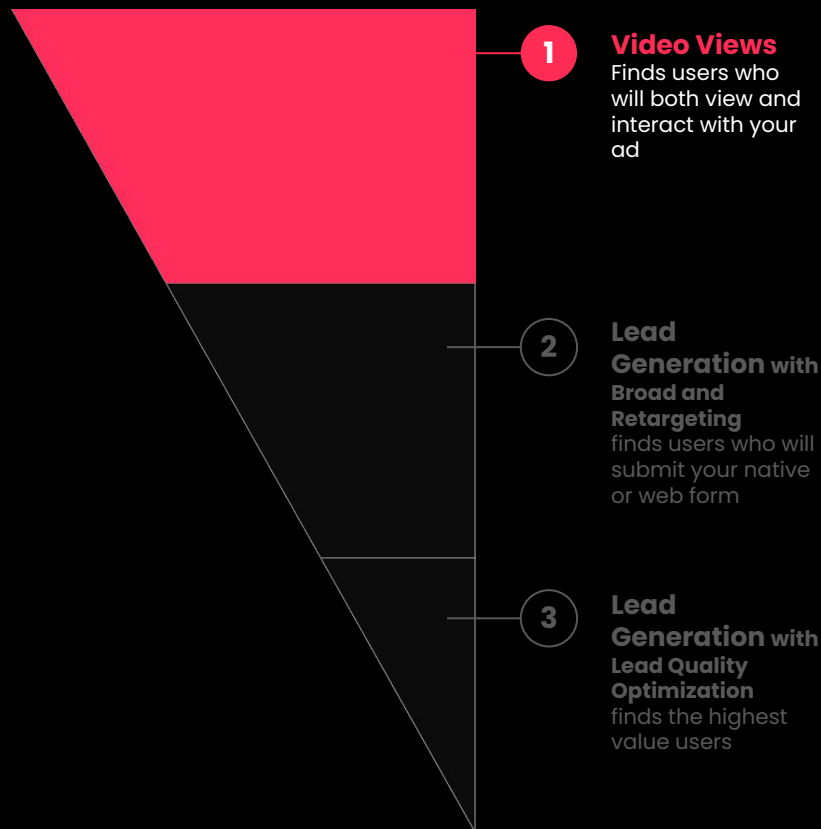 1
Video Views
Finds users who
will both view and
interact with your
ad
2
Lead
Generation with
Broad and
Retargeting
finds users who will
submit your native
or web form
3
Lead
Generation with
Lead Quality
Optimization
finds the highest
value users